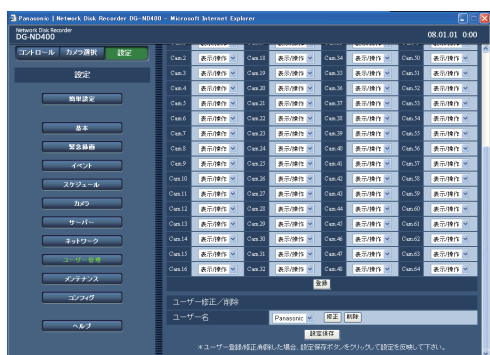 Panasonic | Network Disk Recorder DG-ND400 - Microsoft Internet Explorer
Network Disk Recorder
DG-ND400
08.01.01 0:00
コントロール カメラ選択 設定
設定
簡単設定
基本
緊急録画
イベント
スケジュール
カメラ
サーバー
ネットワーク
ユーザー管理
メンテナンス
コンフィグ
ヘルプ
Cam.2 表示/操作 Cam.18 表示/操作 Cam.34 表示/操作 Cam.50 表示/操作
Cam.3 表示/操作 Cam.19 表示/操作 Cam.35 表示/操作 Cam.51 表示/操作
Cam.4 表示/操作 Cam.20 表示/操作 Cam.36 表示/操作 Cam.52 表示/操作
Cam.5 表示/操作 Cam.21 表示/操作 Cam.37 表示/操作 Cam.53 表示/操作
Cam.6 表示/操作 Cam.22 表示/操作 Cam.38 表示/操作 Cam.54 表示/操作
Cam.7 表示/操作 Cam.23 表示/操作 Cam.39 表示/操作 Cam.55 表示/操作
Cam.8 表示/操作 Cam.24 表示/操作 Cam.40 表示/操作 Cam.56 表示/操作
Cam.9 表示/操作 Cam.25 表示/操作 Cam.41 表示/操作 Cam.57 表示/操作
Cam.10 表示/操作 Cam.26 表示/操作 Cam.42 表示/操作 Cam.58 表示/操作
Cam.11 表示/操作 Cam.27 表示/操作 Cam.43 表示/操作 Cam.59 表示/操作
Cam.12 表示/操作 Cam.28 表示/操作 Cam.44 表示/操作 Cam.60 表示/操作
Cam.13 表示/操作 Cam.29 表示/操作 Cam.45 表示/操作 Cam.61 表示/操作
Cam.14 表示/操作 Cam.30 表示/操作 Cam.46 表示/操作 Cam.62 表示/操作
Cam.15 表示/操作 Cam.31 表示/操作 Cam.47 表示/操作 Cam.63 表示/操作
Cam.16 表示/操作 Cam.32 表示/操作 Cam.48 表示/操作 Cam.64 表示/操作
登録
ユーザー修正／削除
ユーザー名 Panasonic 修正 削除
設定保存
※ユーザー登録/修正/削除した場合、設定保存ボタンをクリックして設定を反映して下さい。